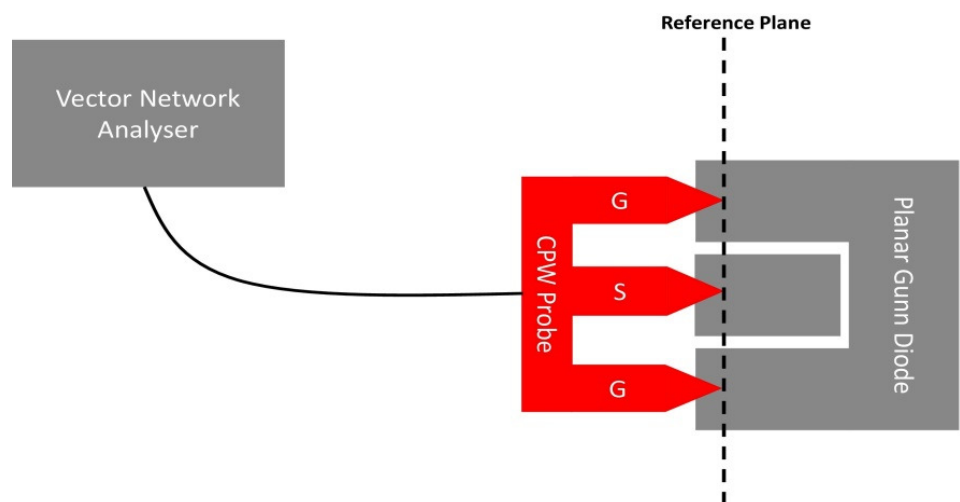 Reference Plane
Vector Network
Analyser
G
S
G
CPW Probe
Planar Gunn Diode